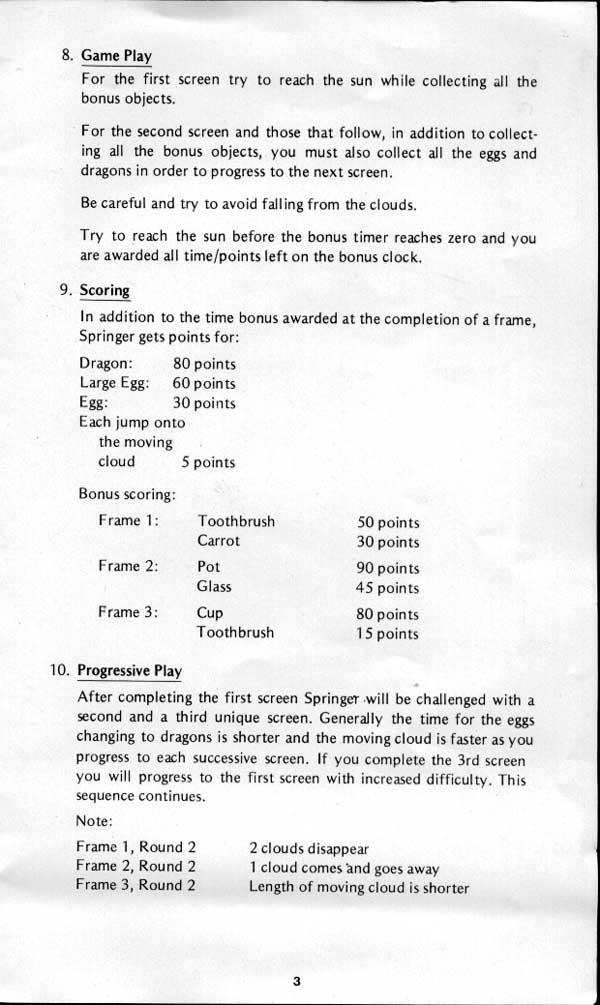 8. Game Play
For the first screen try to reach the sun while collecting all the
bonus objects.
For the second screen and those that follow, in addition to collect-
ing all the bonus objects, you must also collect all the eggs and
dragons in order to progress to the next screen.
Be careful and try to avoid falling from the clouds.
Try to reach the sun before the bonus timer reaches zero and you
are awarded all time/points left on the bonus clock.
9. Scoring
In addition to the time bonus awarded at the completion of a frame,
Springer gets points for:
Dragon: 80 points
Large Egg: 60 points
Egg: 30 points
Each jump onto
the moving
cloud 5 points
Bonus scoring:
Frame 1: Toothbrush 50 points
Carrot 30 points
Frame 2: Pot 90 points
Glass 45 points
Frame 3: Cup 80 points
Toothbrush 15 points
10. Progressive Play
After completing the first screen Springer will be challenged with a
second and a third unique screen. Generally the time for the eggs
changing to dragons is shorter and the moving cloud is faster as you
progress to each successive screen. If you complete the 3rd screen
you will progress to the first screen with increased difficulty. This
sequence continues.
Note:
Frame 1, Round 2 2 clouds disappear
Frame 2, Round 2 1 cloud comes and goes away
Frame 3, Round 2 Length of moving cloud is shorter
3